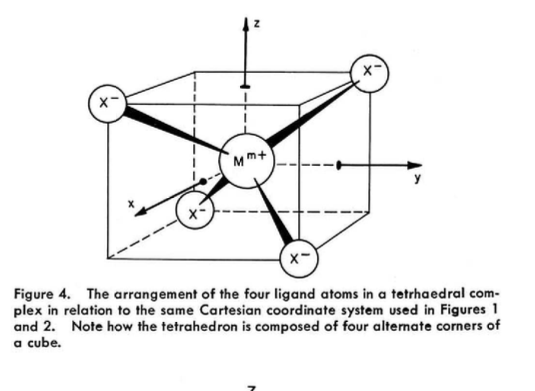 z
X⁻
X⁻
M m+
y
x
X⁻
X⁻
Figure 4. The arrangement of the four ligand atoms in a tetrhaedral com-
plex in relation to the same Cartesian coordinate system used in Figures 1
and 2. Note how the tetrahedron is composed of four alternate corners of
a cube.